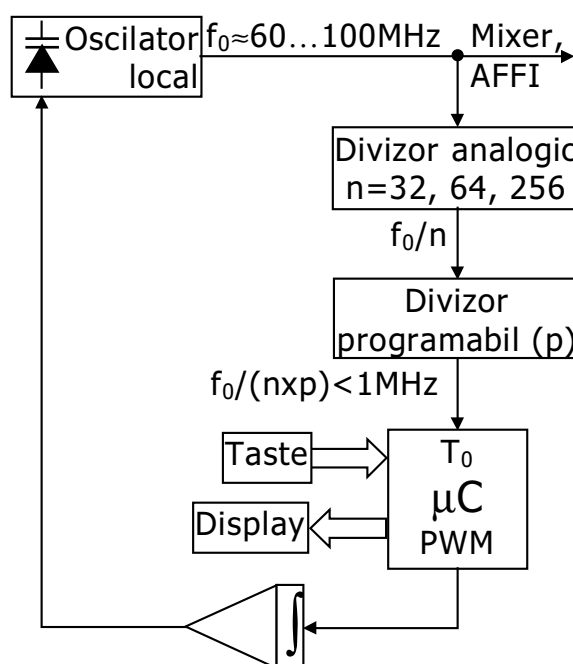 Oscilator
local
f₀≈60...100MHz
Mixer,
AFFI
Divizor analogic
n=32, 64, 256
f₀/n
Divizor
programabil (p)
f₀/(nxp)<1MHz
Taste
T₀
μC
PWM
Display
∫